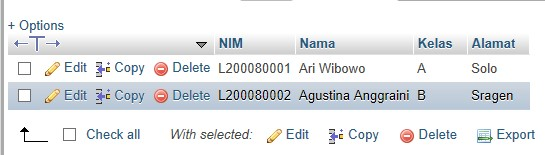 + Options
←T→ NIM Nama Kelas Alamat
Edit Copy Delete L200080001 Ari Wibowo A Solo
Edit Copy Delete L200080002 Agustina Anggraini B Sragen
Check all With selected: Edit Copy Delete Export